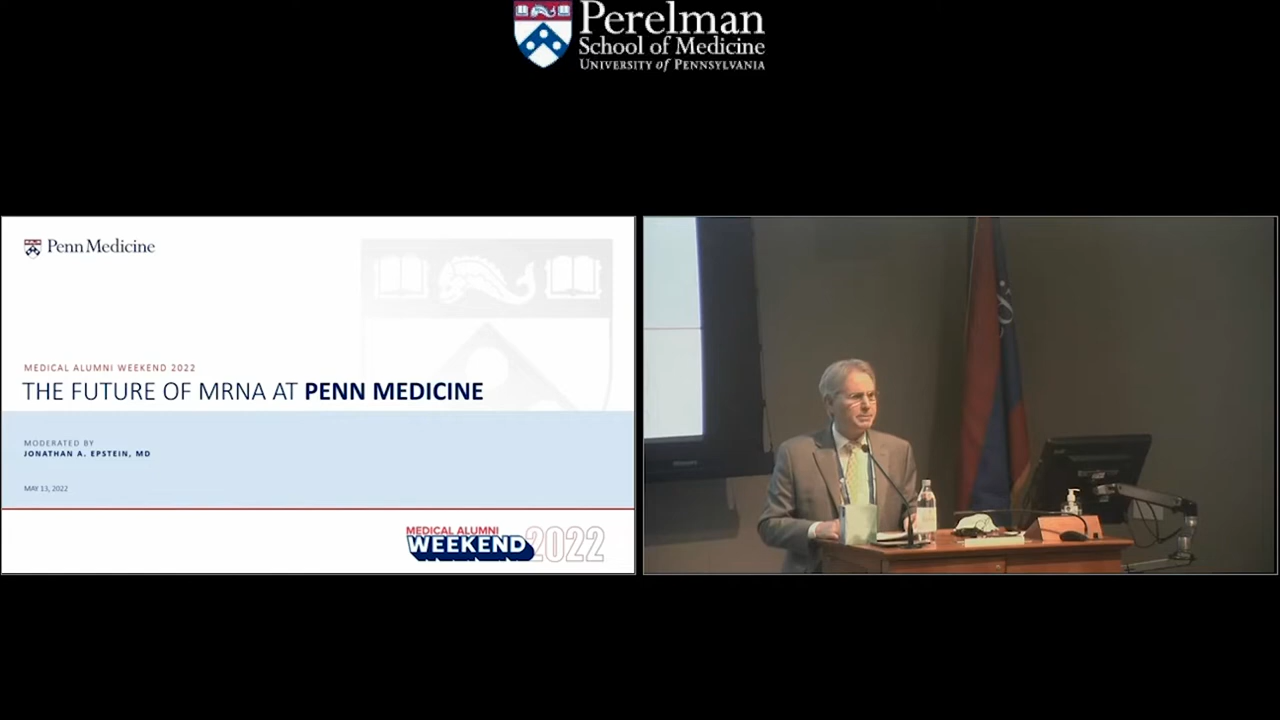 Perelman
School of Medicine
UNIVERSITY of PENNSYLVANIA
Penn Medicine
MEDICAL ALUMNI WEEKEND 2022
THE FUTURE OF MRNA AT PENN MEDICINE
MODERATED BY
JONATHAN A. EPSTEIN, MD
MAY 13, 2022
MEDICAL ALUMNI
WEEKEND 2022